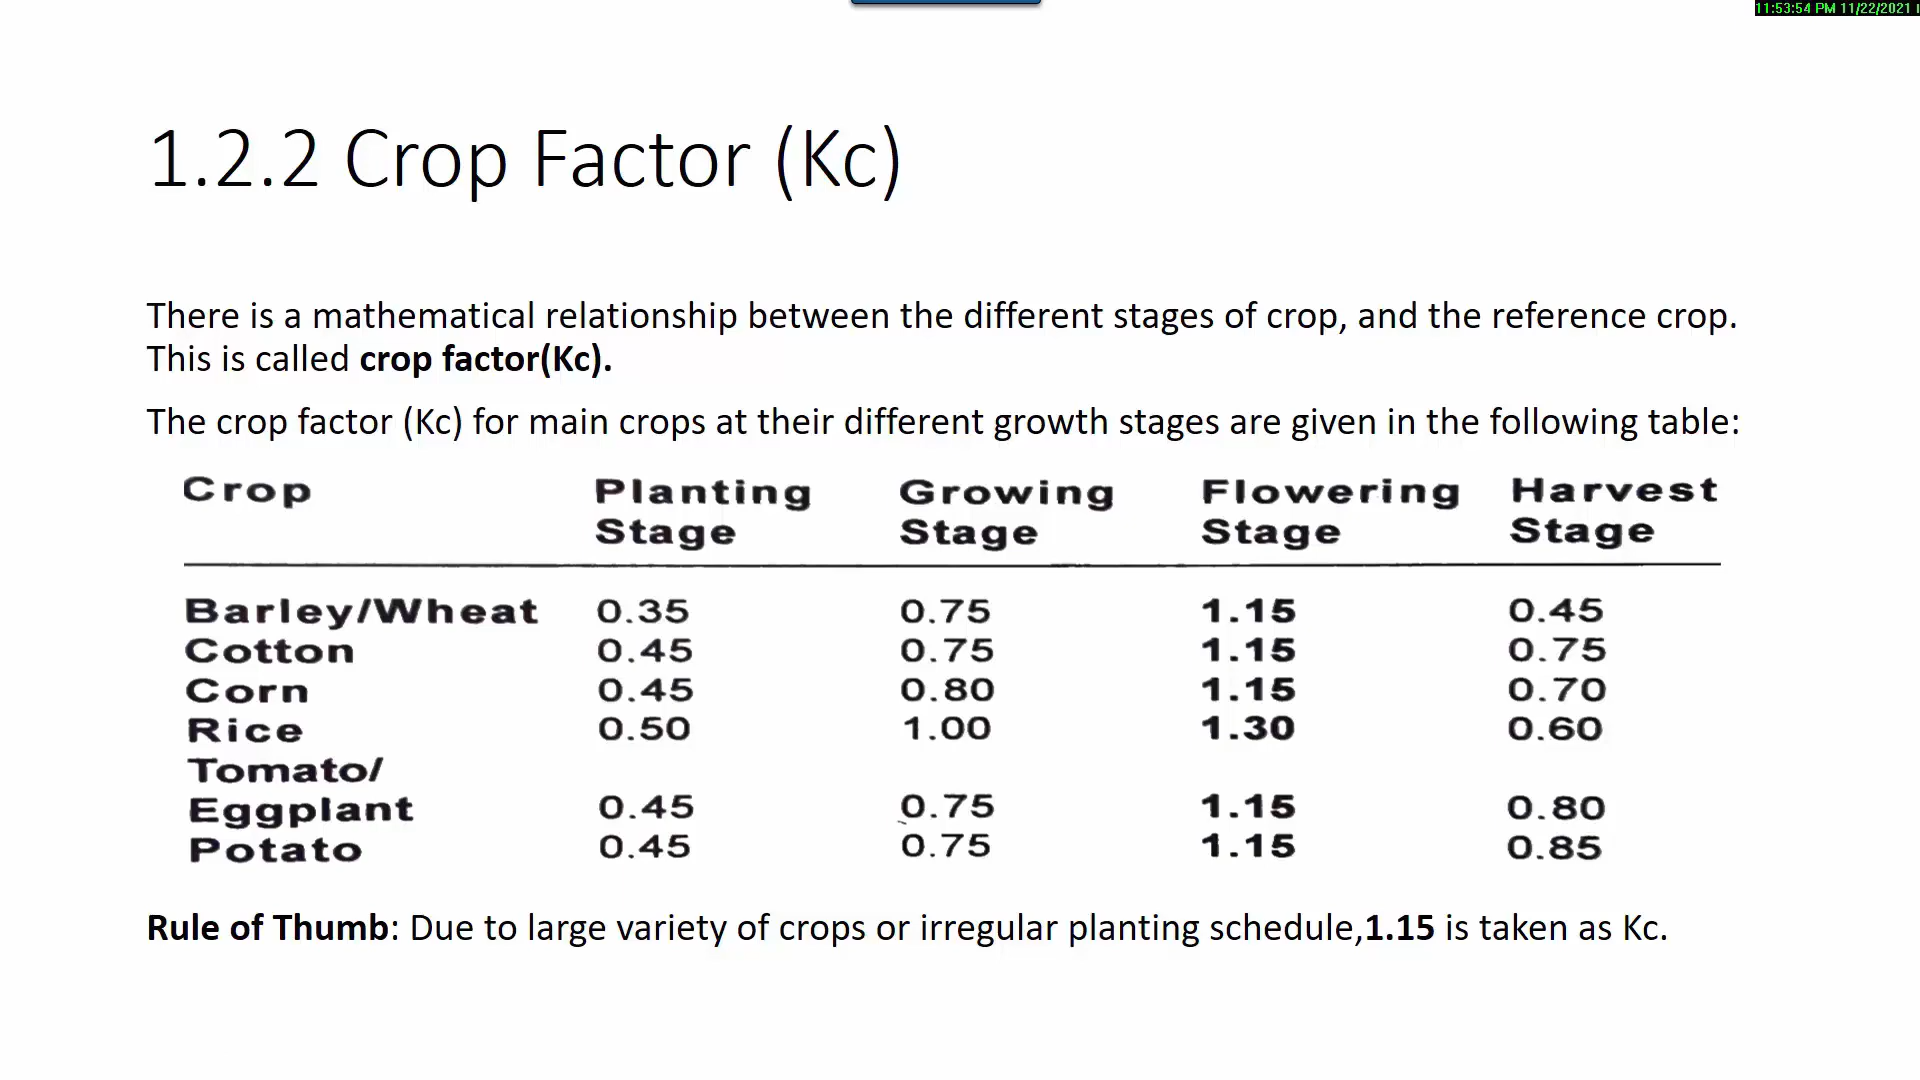 11:53:54 PM 11/22/2021
1.2.2 Crop Factor (Kc)
There is a mathematical relationship between the different stages of crop, and the reference crop.
This is called crop factor(Kc).
The crop factor (Kc) for main crops at their different growth stages are given in the following table:
Crop Planting Stage Growing Stage Flowering Stage Harvest Stage
Barley/Wheat 0.35 0.75 1.15 0.45
Cotton 0.45 0.75 1.15 0.75
Corn 0.45 0.80 1.15 0.70
Rice 0.50 1.00 1.30 0.60
Tomato/
Eggplant 0.45 0.75 1.15 0.80
Potato 0.45 0.75 1.15 0.85
Rule of Thumb: Due to large variety of crops or irregular planting schedule,1.15 is taken as Kc.